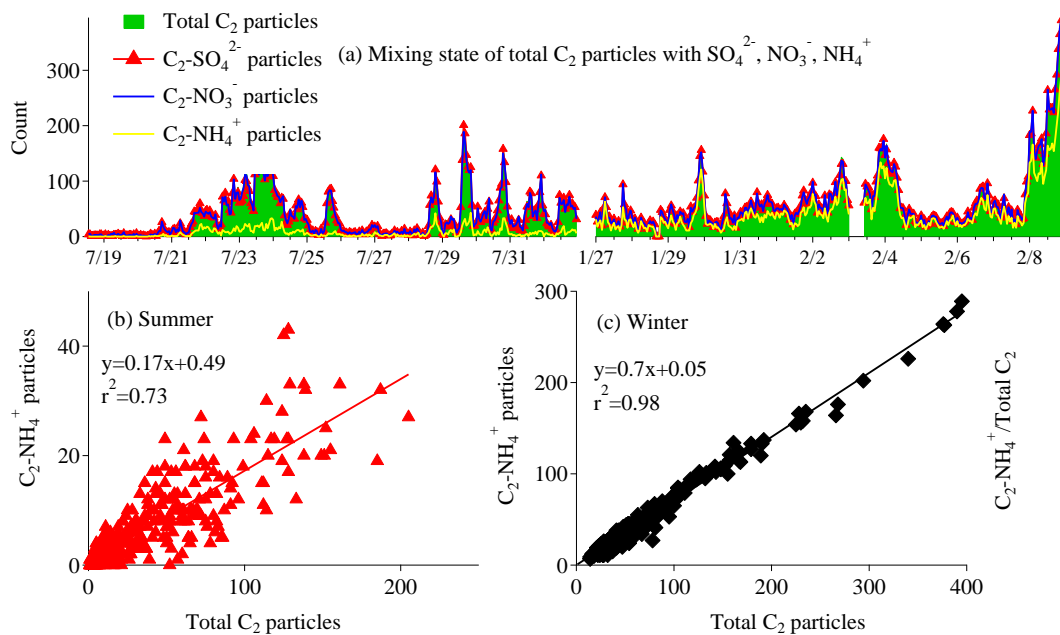 Total C₂ particles
C₂-SO₄²⁻ particles
C₂-NO₃⁻ particles
C₂-NH₄⁺ particles
(a) Mixing state of total C₂ particles with SO₄²⁻, NO₃⁻, NH₄⁺
Count
300
200
100
0
7/19 7/21 7/23 7/25 7/27 7/29 7/31 1/27 1/29 1/31 2/2 2/4 2/6 2/8
(b) Summer
y=0.17x+0.49
r²=0.73
C₂-NH₄⁺ particles
40
20
0
0 100 200
Total C₂ particles
(c) Winter
y=0.7x+0.05
r²=0.98
C₂-NH₄⁺ particles
300
200
100
0
0 100 200 300 400
Total C₂ particles
C₂-NH₄⁺/Total C₂